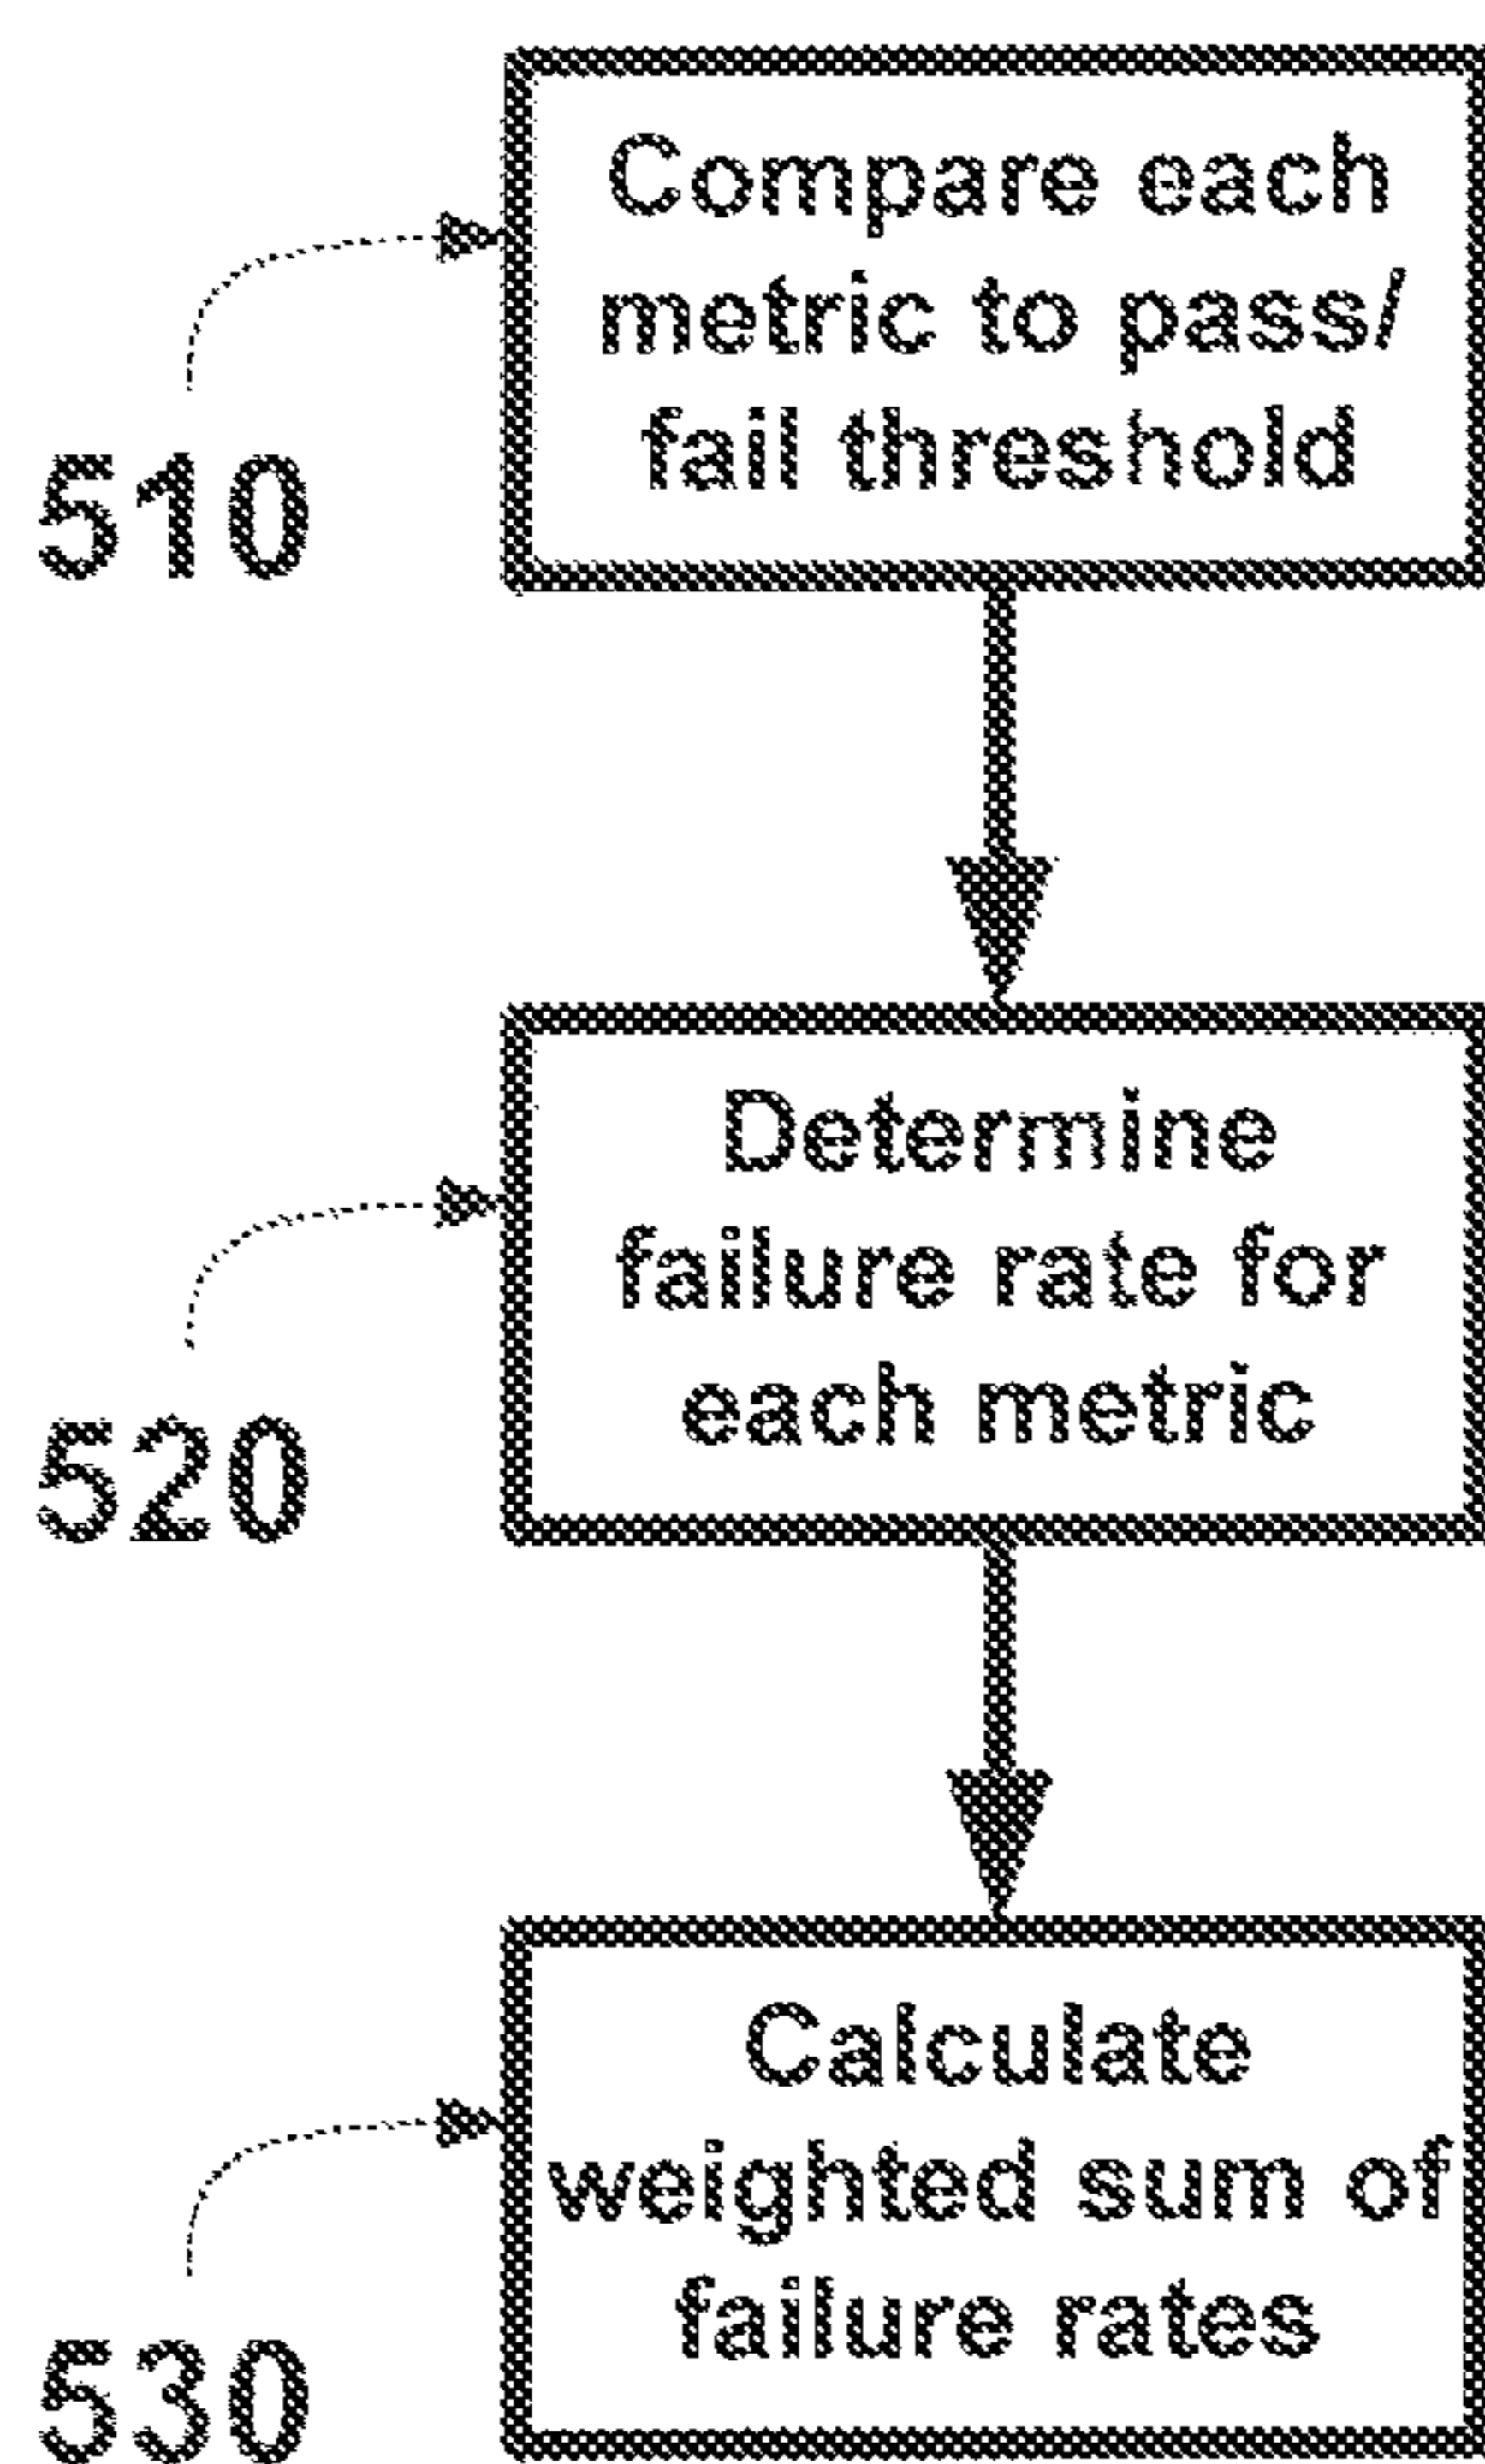 Compare each
metric to pass/
fail threshold
510
Determine
failure rate for
each metric
520
Calculate
weighted sum of
failure rates
530